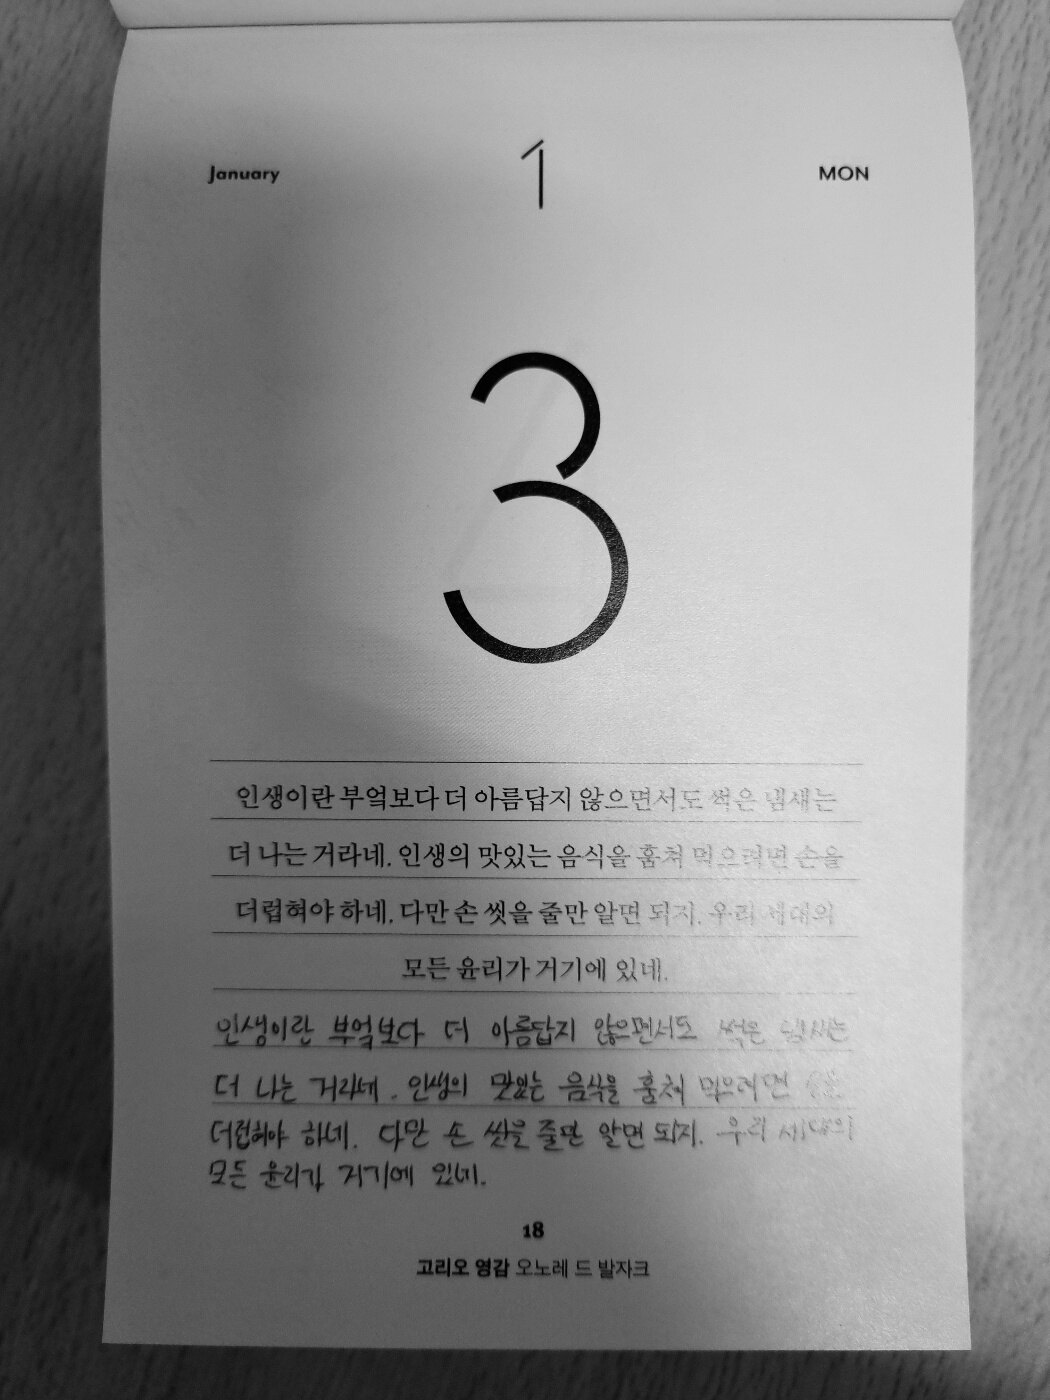 January 1 MON
3
인생이란 부엌보다 더 아름답지 않으면서도 썩은 냄새는
더 나는 거라네. 인생의 맛있는 음식을 훔쳐 먹으려면 손을
더럽혀야 하네. 다만 손 씻을 줄만 알면 되지. 우리 세대의
모든 윤리가 거기에 있네.
인생이란 부엌보다 더 아름답지 않으면서도 썩은 냄새는
더 나는 거라네. 인생의 맛있는 음식을 훔쳐 먹으려면
더럽혀야 하네. 다만 손 씻을 줄만 알면 되지. 우리 세대의
모든 윤리가 거기에 있네.
18
고리오 영감 오노레 드 발자크